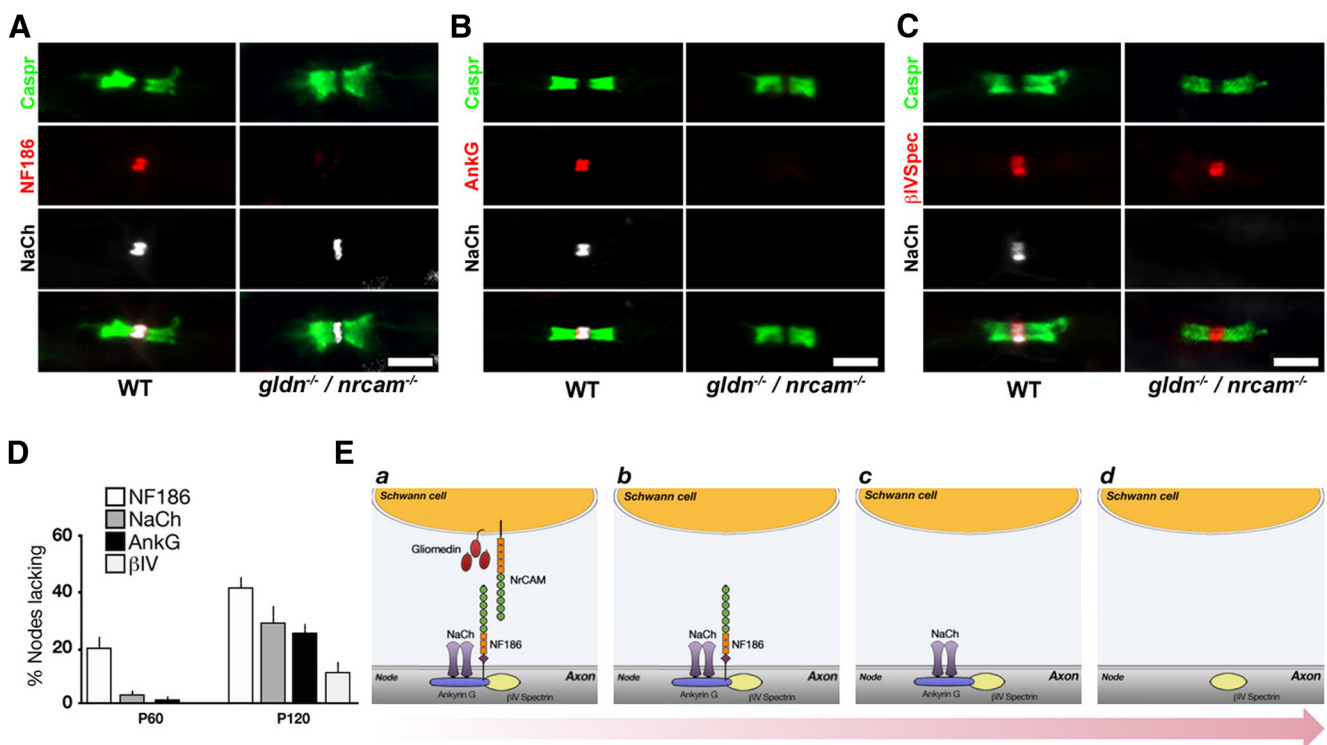 A
B
C
Caspr
NF186
NaCh
WT
gldn-/- / nrcam-/-
Caspr
AnkG
NaCh
WT
gldn-/- / nrcam-/-
Caspr
βIVSpec
NaCh
WT
gldn-/- / nrcam-/-
D
% Nodes lacking
60
40
20
0
NF186
NaCh
AnkG
βIV
P60
P120
E
a
Schwann cell
Gliomedin
NrCAM
NaCh
NF186
Node
Axon
Ankyrin G
βIV Spectrin
b
Schwann cell
NaCh
NF186
Node
Axon
Ankyrin G
βIV Spectrin
c
Schwann cell
NaCh
Node
Axon
Ankyrin G
βIV Spectrin
d
Schwann cell
Node
Axon
βIV Spectrin